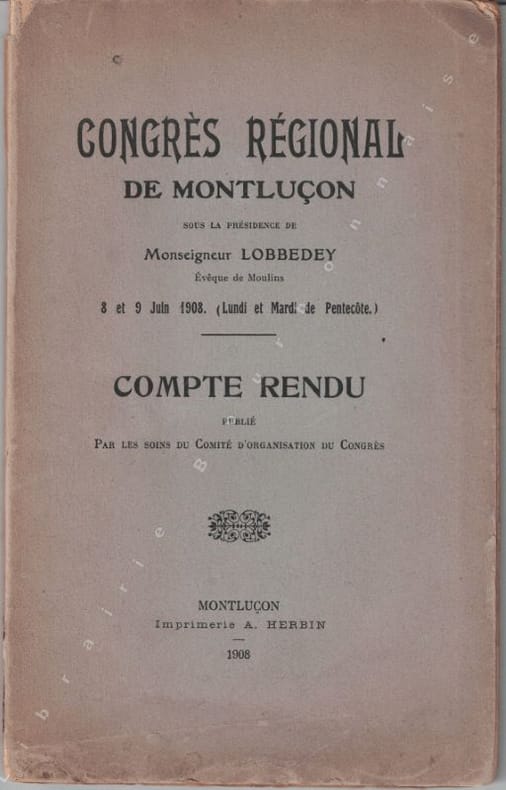 CONGRÈS RÉGIONAL
DE MONTLUÇON
SOUS LA PRÉSIDENCE DE
Monseigneur LOBBEDEY
Évêque de Moulins
8 et 9 Juin 1908. (Lundi et Mardi de Pentecôte.)
COMPTE RENDU
PUBLIÉ
PAR LES SOINS DU COMITÉ D'ORGANISATION DU CONGRÈS
MONTLUÇON
Imprimerie A. HERBIN
1908
ibrairie Bourbonnaise